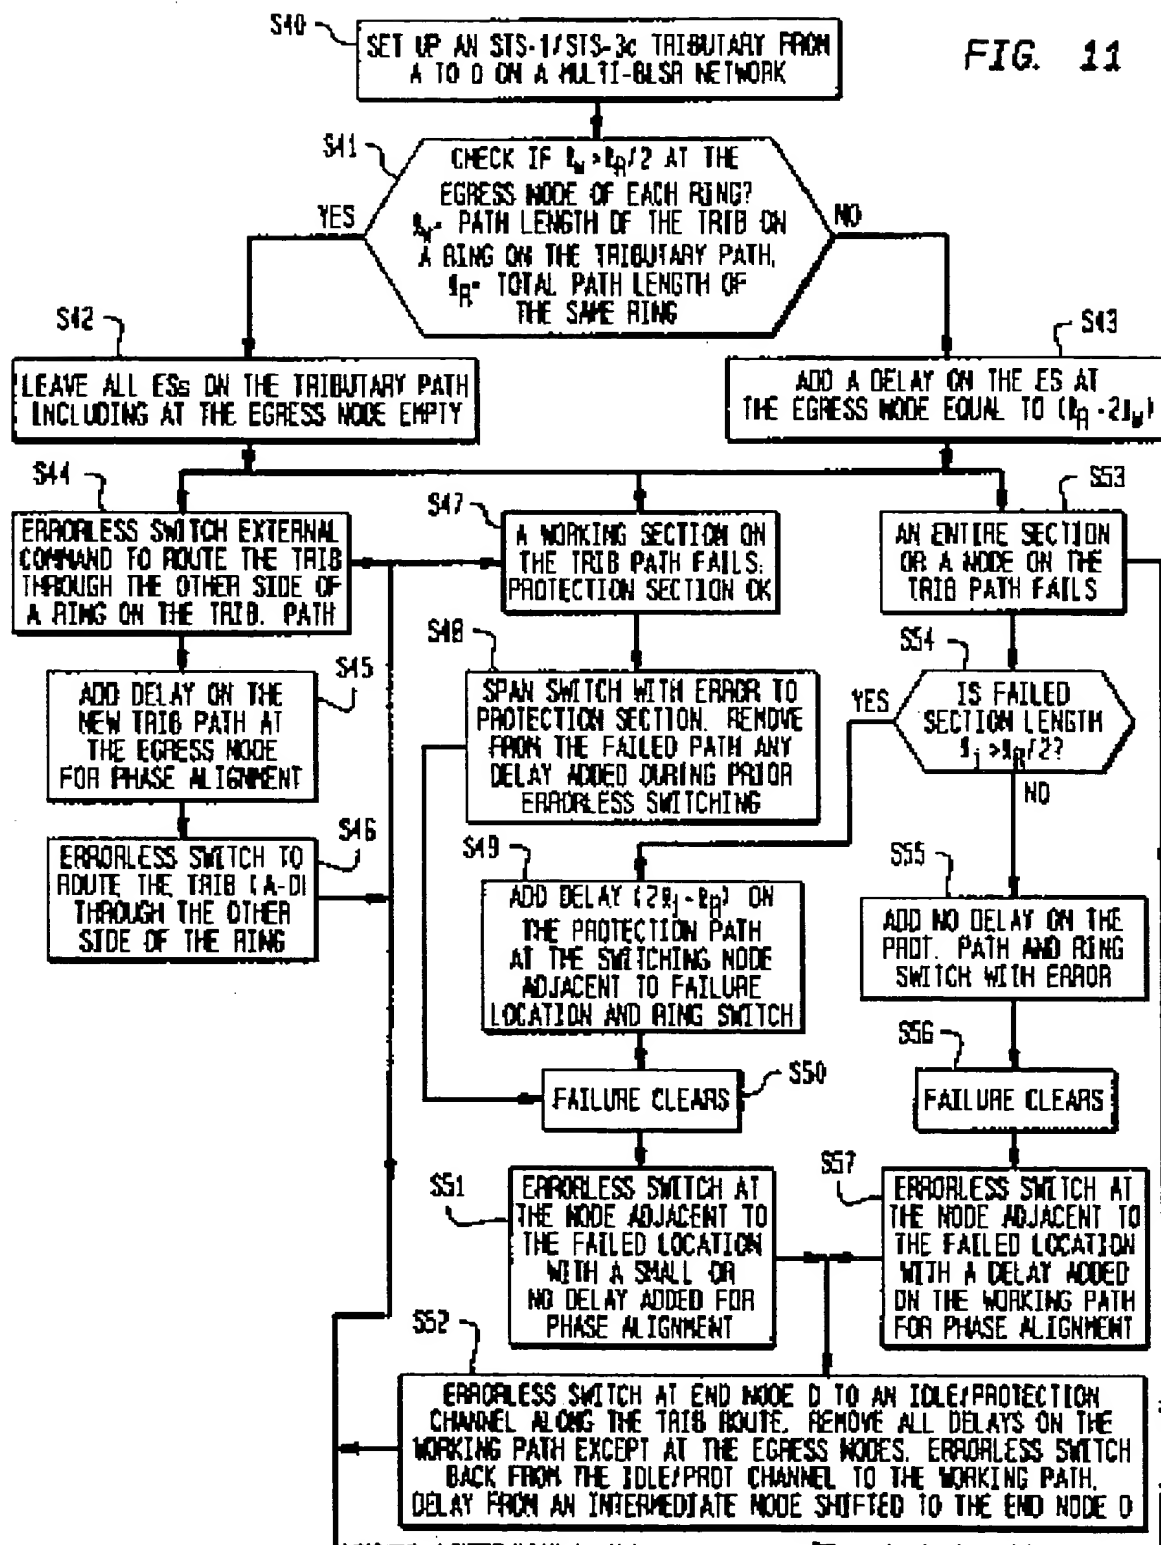 S40
SET UP AN STS-1/STS-3c TRIBUTARY FROM
A TO D ON A MULTI-BLSR NETWORK
FIG. 11
S41
CHECK IF ℓw>ℓR/2 AT THE
EGRESS NODE OF EACH RING?
ℓw= PATH LENGTH OF THE TRIB ON
A RING ON THE TRIBUTARY PATH,
ℓR= TOTAL PATH LENGTH OF
THE SAME RING
YES
NO
S42
LEAVE ALL ESs ON THE TRIBUTARY PATH
INCLUDING AT THE EGRESS NODE EMPTY
S43
ADD A DELAY ON THE ES AT
THE EGRESS NODE EQUAL TO (ℓR-2ℓw)
S44
ERRORLESS SWITCH EXTERNAL
COMMAND TO ROUTE THE TRIB
THROUGH THE OTHER SIDE OF
A RING ON THE TRIB. PATH
S45
ADD DELAY ON THE
NEW TRIB PATH AT
THE EGRESS NODE
FOR PHASE ALIGNMENT
S46
ERRORLESS SWITCH TO
ROUTE THE TRIB (A-D)
THROUGH THE OTHER
SIDE OF THE RING
S47
A WORKING SECTION ON
THE TRIB PATH FAILS;
PROTECTION SECTION OK
S48
SPAN SWITCH WITH ERROR TO
PROTECTION SECTION. REMOVE
FROM THE FAILED PATH ANY
DELAY ADDED DURING PRIOR
ERRORLESS SWITCHING
S49
ADD DELAY (2ℓi-ℓR) ON
THE PROTECTION PATH
AT THE SWITCHING NODE
ADJACENT TO FAILURE
LOCATION AND RING SWITCH
S50
FAILURE CLEARS
S51
ERRORLESS SWITCH AT
THE NODE ADJACENT TO
THE FAILED LOCATION
WITH A SMALL OR
NO DELAY ADDED FOR
PHASE ALIGNMENT
S53
AN ENTIRE SECTION
OR A NODE ON THE
TRIB PATH FAILS
S54
IS FAILED
SECTION LENGTH
ℓi>ℓR/2?
YES
NO
S55
ADD NO DELAY ON THE
PROT. PATH AND RING
SWITCH WITH ERROR
S56
FAILURE CLEARS
S57
ERRORLESS SWITCH AT
THE NODE ADJACENT TO
THE FAILED LOCATION
WITH A DELAY ADDED
ON THE WORKING PATH
FOR PHASE ALIGNMENT
S52
ERRORLESS SWITCH AT END NODE D TO AN IDLE/PROTECTION
CHANNEL ALONG THE TRIB ROUTE. REMOVE ALL DELAYS ON THE
WORKING PATH EXCEPT AT THE EGRESS NODES. ERRORLESS SWITCH
BACK FROM THE IDLE/PROT CHANNEL TO THE WORKING PATH.
DELAY FROM AN INTERMEDIATE NODE SHIFTED TO THE END NODE D